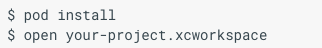 $ pod install
$ open your-project.xcworkspace